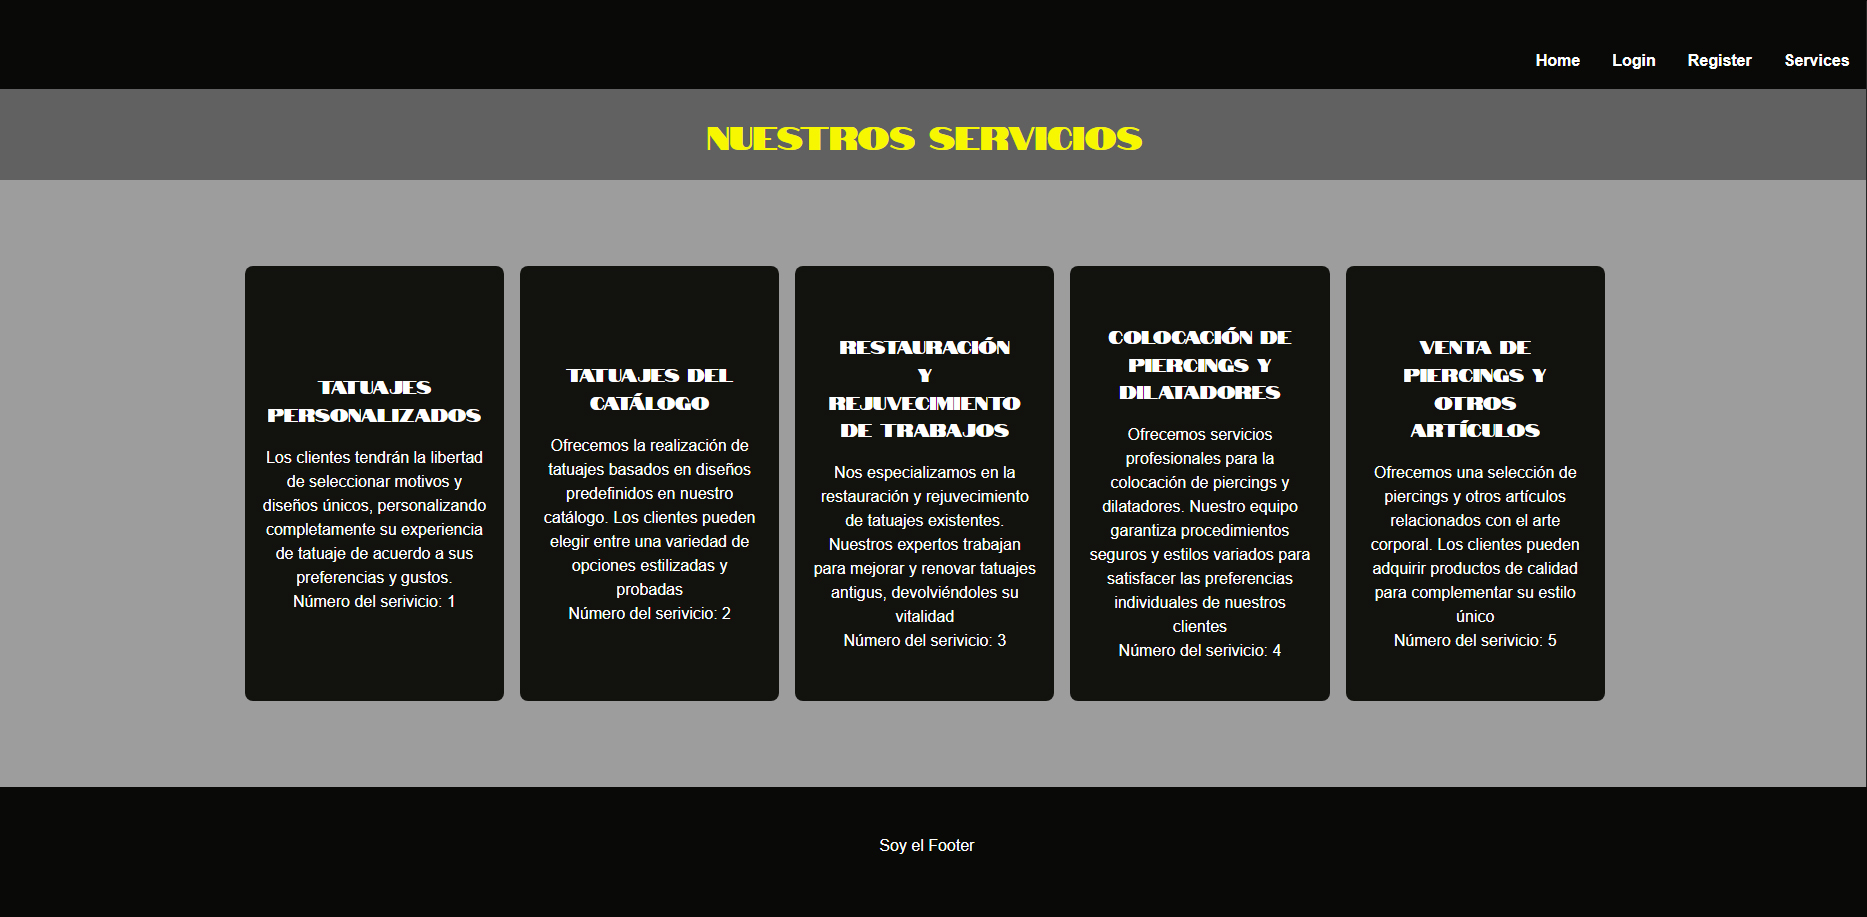 Home Login Register Services
NUESTROS SERVICIOS
TATUAJES
PERSONALIZADOS
Los clientes tendrán la libertad
de seleccionar motivos y
diseños únicos, personalizando
completamente su experiencia
de tatuaje de acuerdo a sus
preferencias y gustos.
Número del serivicio: 1
TATUAJES DEL
CATÁLOGO
Ofrecemos la realización de
tatuajes basados en diseños
predefinidos en nuestro
catálogo. Los clientes pueden
elegir entre una variedad de
opciones estilizadas y
probadas
Número del serivicio: 2
RESTAURACIÓN
Y
REJUVECIMIENTO
DE TRABAJOS
Nos especializamos en la
restauración y rejuvecimiento
de tatuajes existentes.
Nuestros expertos trabajan
para mejorar y renovar tatuajes
antigus, devolviéndoles su
vitalidad
Número del serivicio: 3
COLOCACIÓN DE
PIERCINGS Y
DILATADORES
Ofrecemos servicios
profesionales para la
colocación de piercings y
dilatadores. Nuestro equipo
garantiza procedimientos
seguros y estilos variados para
satisfacer las preferencias
individuales de nuestros
clientes
Número del serivicio: 4
VENTA DE
PIERCINGS Y
OTROS
ARTÍCULOS
Ofrecemos una selección de
piercings y otros artículos
relacionados con el arte
corporal. Los clientes pueden
adquirir productos de calidad
para complementar su estilo
único
Número del serivicio: 5
Soy el Footer